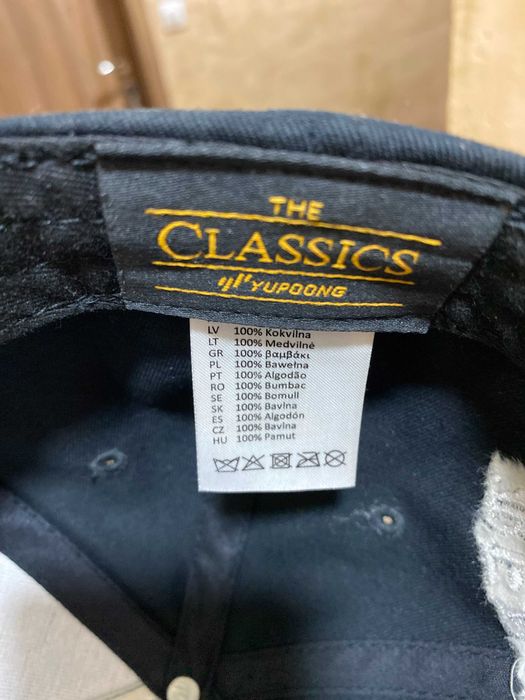 THE
CLASSICS
YUPOONG
LV 100% Kokvilna
LT 100% Medvilnė
GR 100% βαμβάκι
PL 100% Bawełna
PT 100% Algodão
RO 100% Bumbac
SE 100% Bomull
SK 100% Bavlna
ES 100% Algodón
CZ 100% Bavlna
HU 100% Pamut